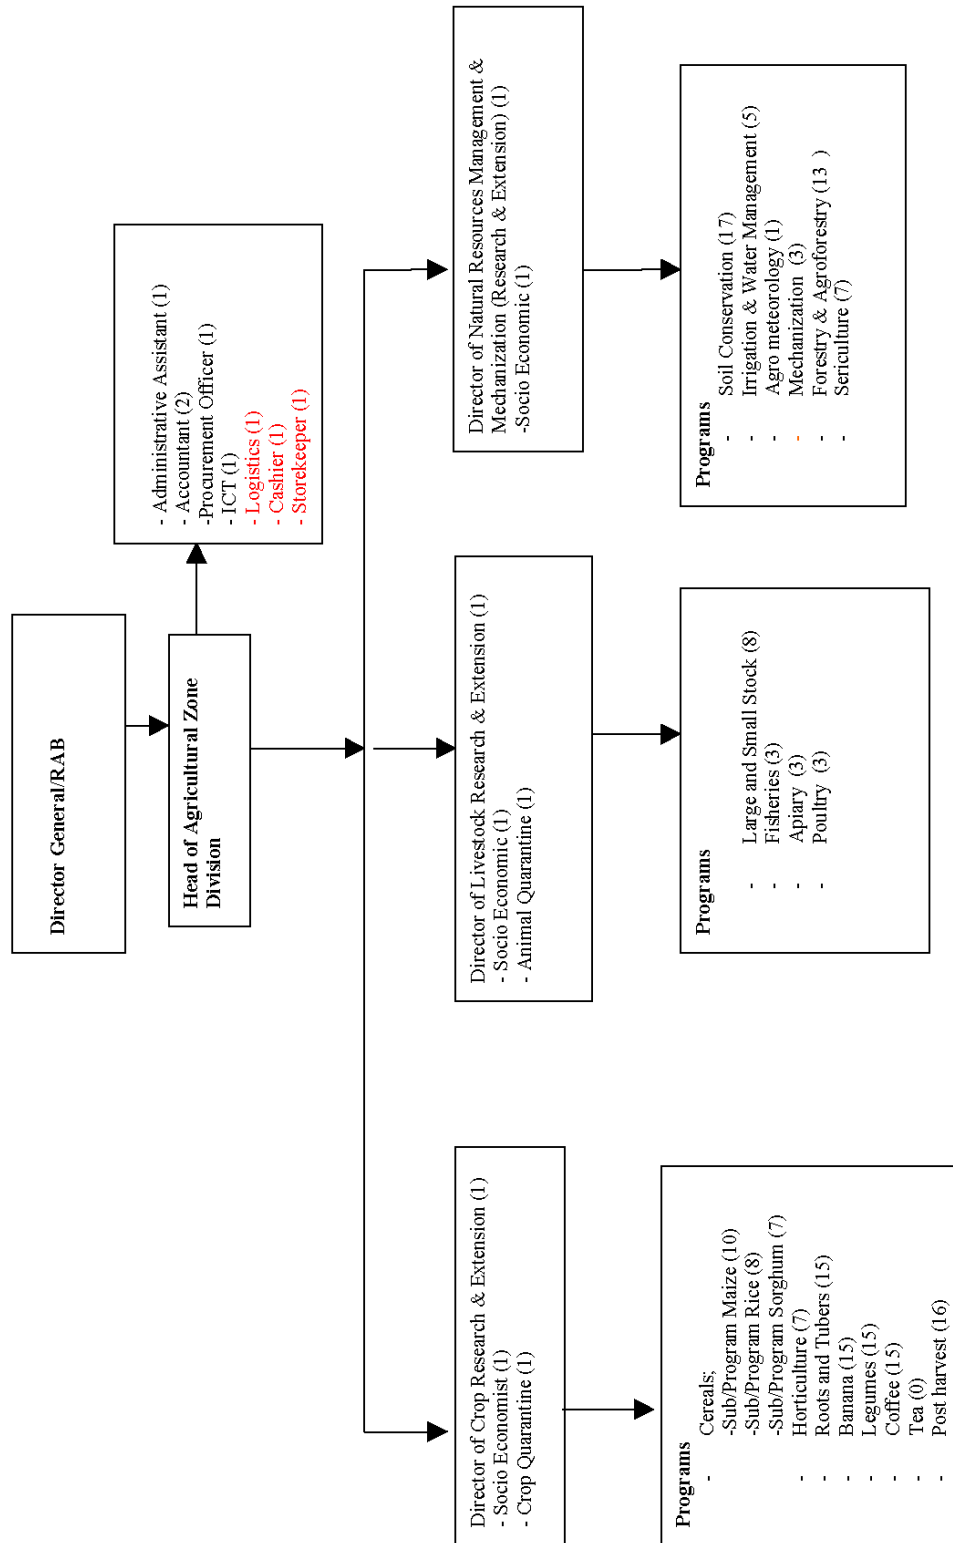 Director General/RAB
Head of Agricultural Zone
Division
- Administrative Assistant (1)
- Accountant (2)
-Procurement Officer (1)
- ICT (1)
- Logistics (1)
- Cashier (1)
- Storekeeper (1)
Director of Crop Research & Extension (1)
- Socio Economist (1)
- Crop Quarantine (1)
Director of Livestock Research & Extension (1)
- Socio Economic (1)
- Animal Quarantine (1)
Director of Natural Resources Management &
Mechanization (Research & Extension) (1)
-Socio Economic (1)
Programs
- Cereals;
-Sub/Program Maize (10)
-Sub/Program Rice (8)
-Sub/Program Sorghum (7)
- Horticulture (7)
- Roots and Tubers (15)
- Banana (15)
- Legumes (15)
- Coffee (15)
- Tea (0)
- Post harvest (16)
Programs
- Large and Small Stock (8)
- Fisheries (3)
- Apiary (3)
- Poultry (3)
Programs
- Soil Conservation (17)
- Irrigation & Water Management (5)
- Agro meteorology (1)
- Mechanization (3)
- Forestry & Agroforestry (13 )
- Sericulture (7)